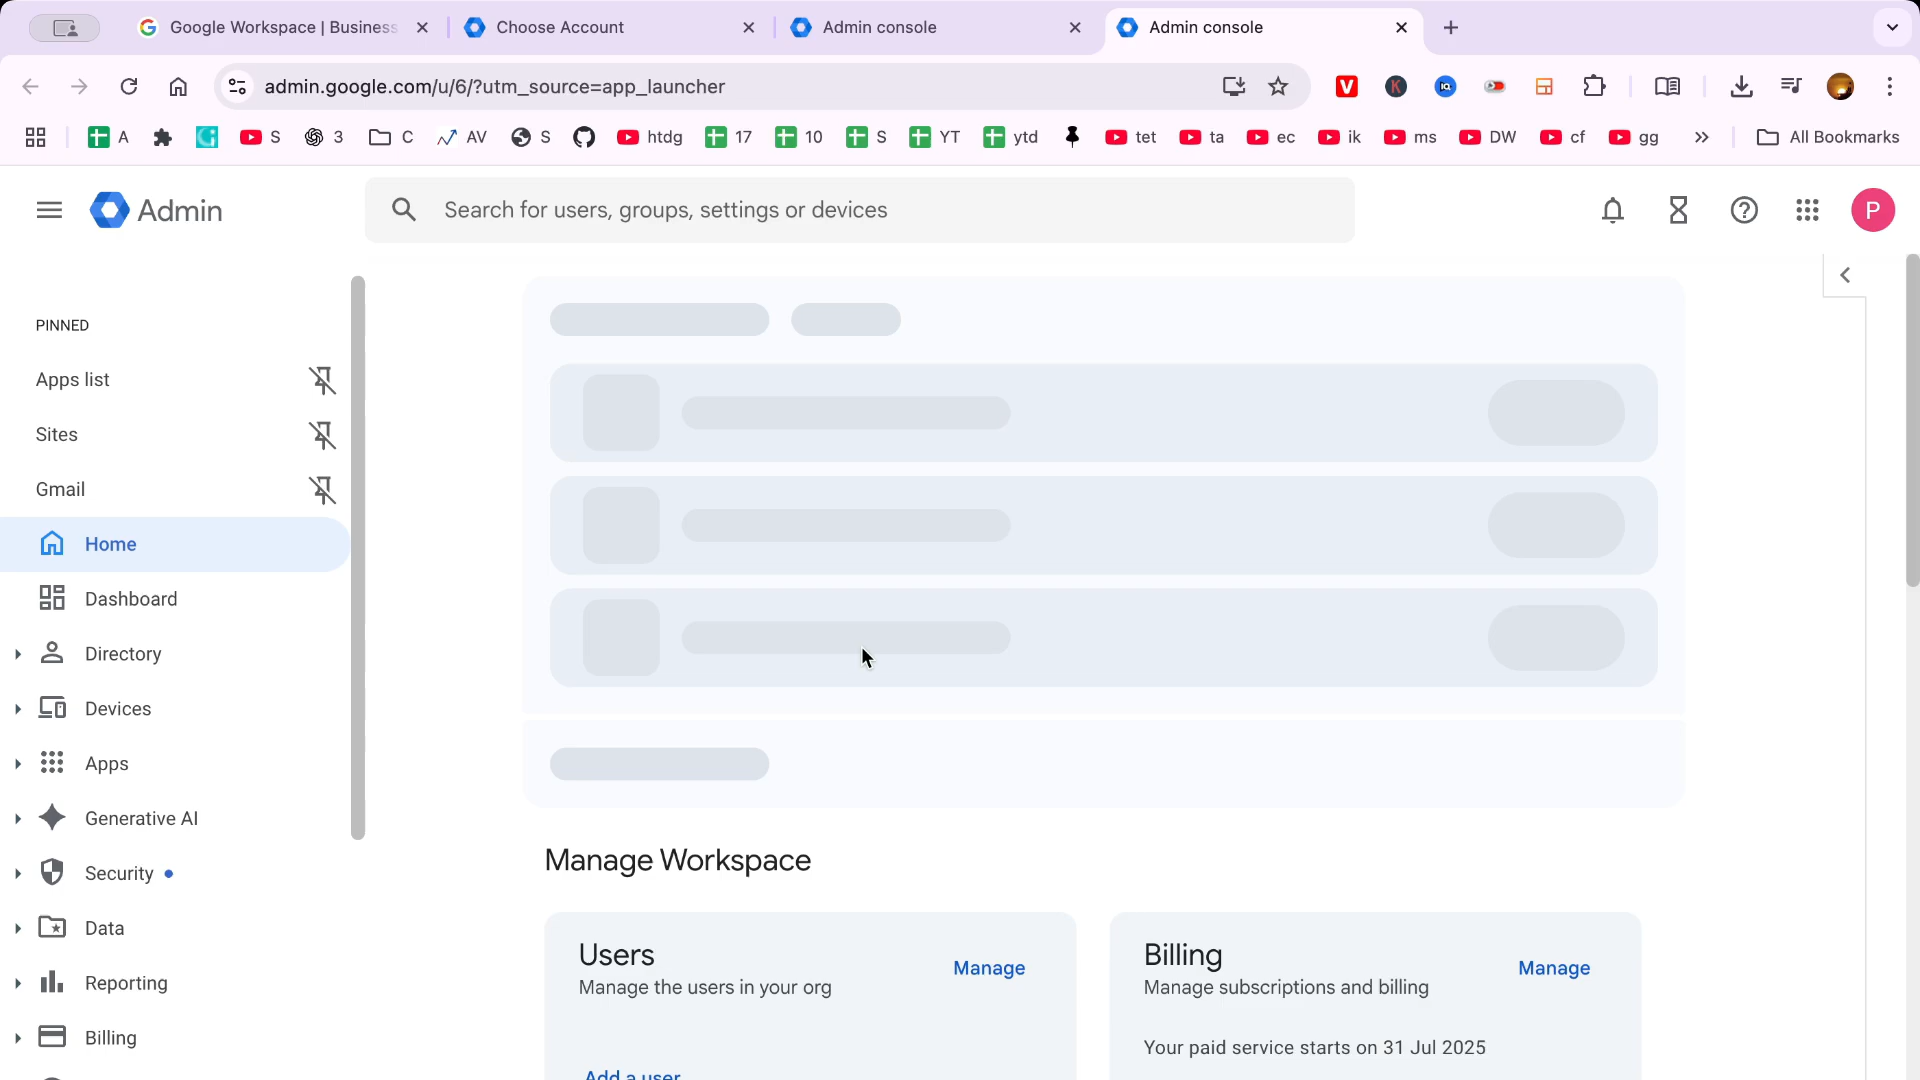 Google Workspace | Business
Choose Account
Admin console
Admin console
admin.google.com/u/6/?utm_source=app_launcher
A
S
3
C
AV
S
htdg
17
10
S
YT
ytd
tet
ta
ec
ik
ms
DW
cf
gg
All Bookmarks
Admin
Search for users, groups, settings or devices
P
PINNED
Apps list
Sites
Gmail
Home
Dashboard
Directory
Devices
Apps
Generative AI
Security
Data
Reporting
Billing
Manage Workspace
Users
Manage
Manage the users in your org
Add a user
Billing
Manage
Manage subscriptions and billing
Your paid service starts on 31 Jul 2025